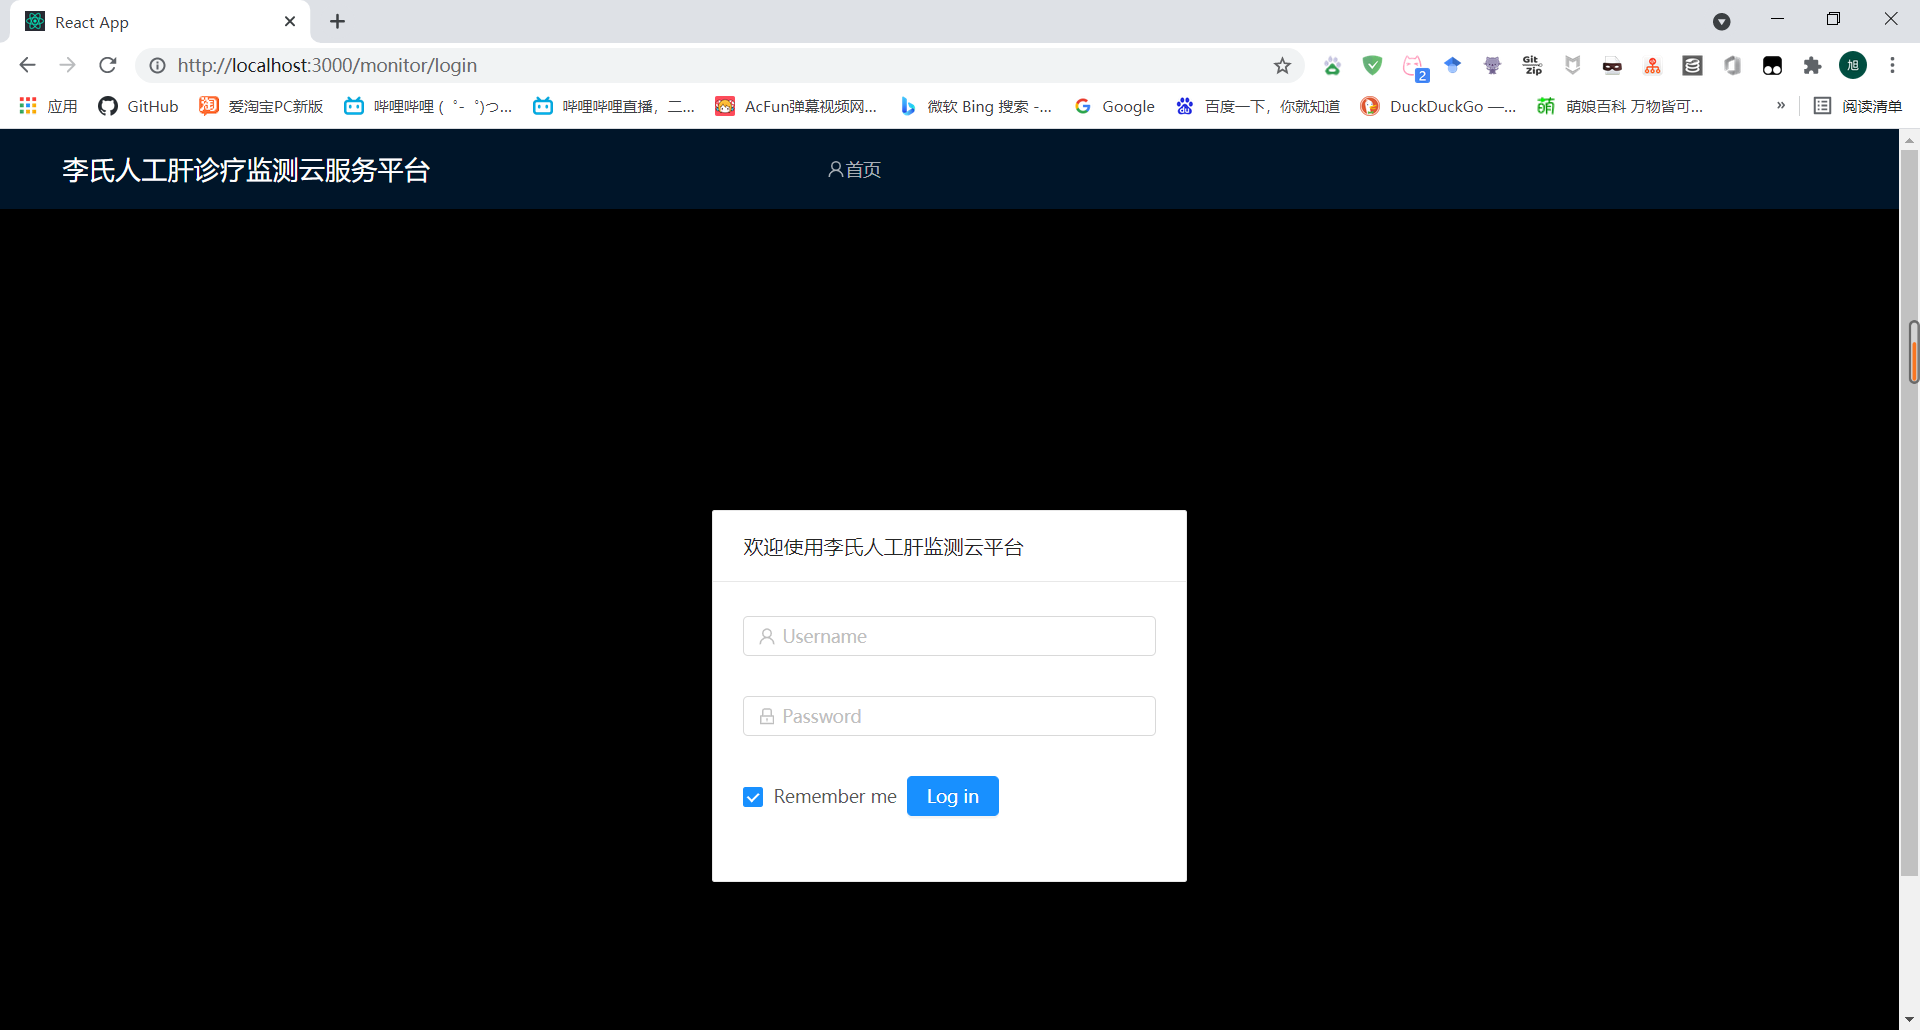 React App
http://localhost:3000/monitor/login
2
Git Zip
旭
应用
GitHub
爱淘宝PC新版
哔哩哔哩 (゜-゜)つ...
哔哩哔哩直播，二...
AcFun弹幕视频网...
微软 Bing 搜索 -...
Google
百度一下，你就知道
DuckDuckGo —...
萌娘百科 万物皆可...
»
阅读清单
李氏人工肝诊疗监测云服务平台
首页
欢迎使用李氏人工肝监测云平台
Username
Password
Remember me
Log in